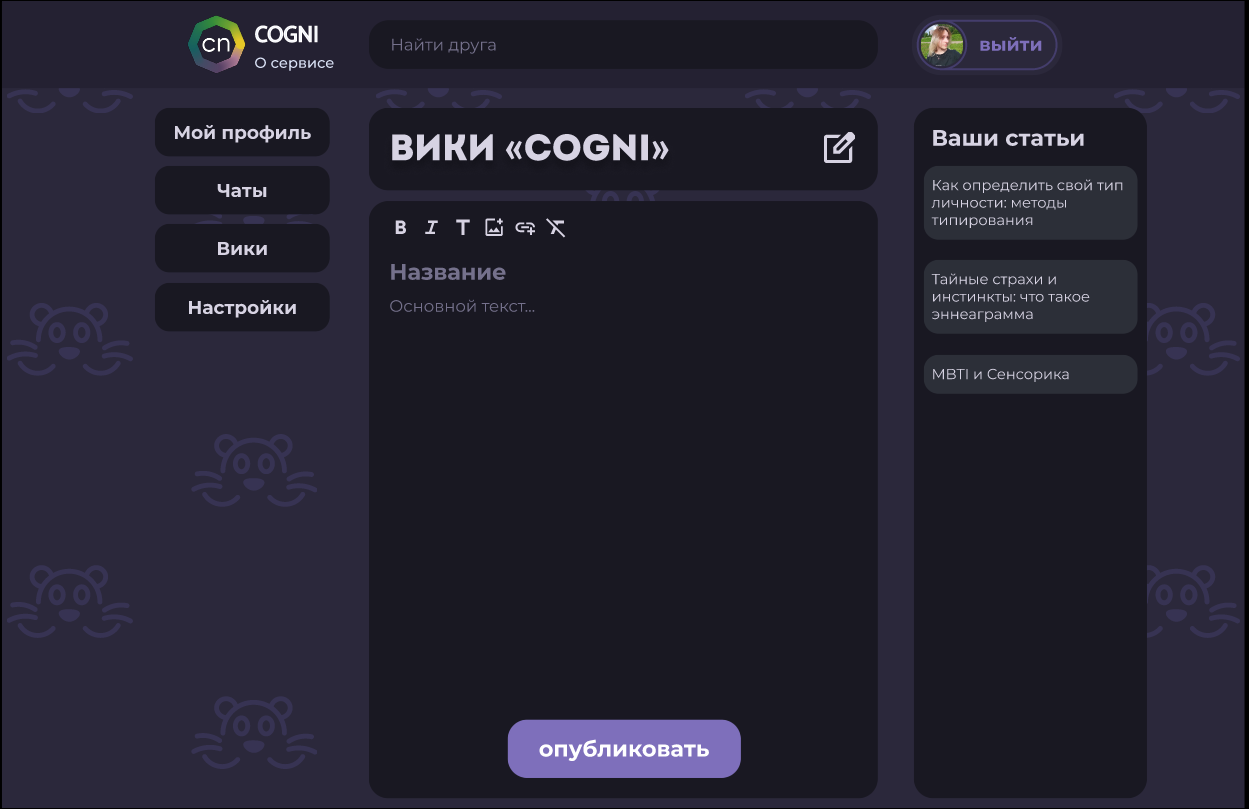 cn
COGNI
О сервисе
Найти друга
выйти
Мой профиль
Чаты
Вики
Настройки
ВИКИ «COGNI»
B I T T
Название
Основной текст...
опубликовать
Ваши статьи
Как определить свой тип
личности: методы
типирования
Тайные страхи и
инстинкты: что такое
эннеаграмма
MBTI и Сенсорика